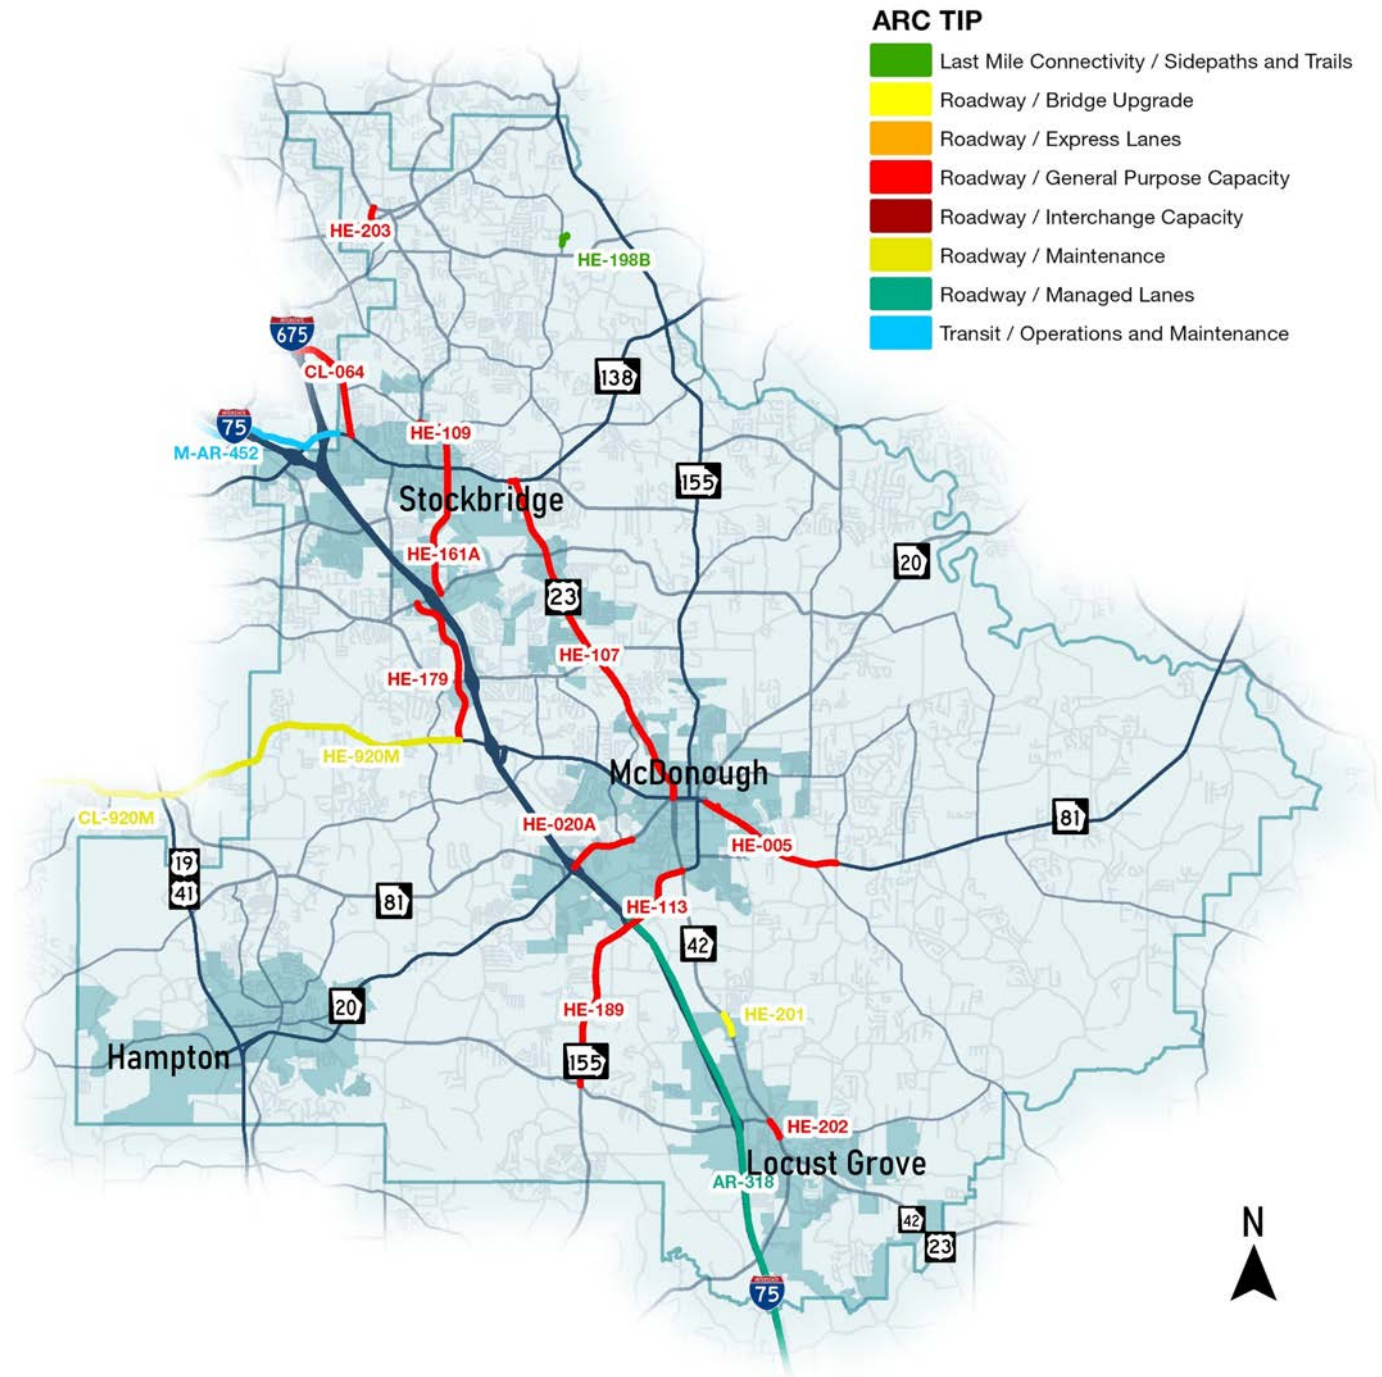 ARC TIP
Last Mile Connectivity / Sidepaths and Trails
Roadway / Bridge Upgrade
Roadway / Express Lanes
Roadway / General Purpose Capacity
Roadway / Interchange Capacity
Roadway / Maintenance
Roadway / Managed Lanes
Transit / Operations and Maintenance
HE-203
HE-198B
675
CL-064
138
75
HE-109
M-AR-452
155
Stockbridge
HE-161A
20
23
HE-107
HE-179
HE-920M
McDonough
CL-920M
HE-020A
81
HE-005
19
41
81
HE-113
42
20
HE-189
HE-201
Hampton
155
HE-202
Locust Grove
AR-318
42
23
N
75